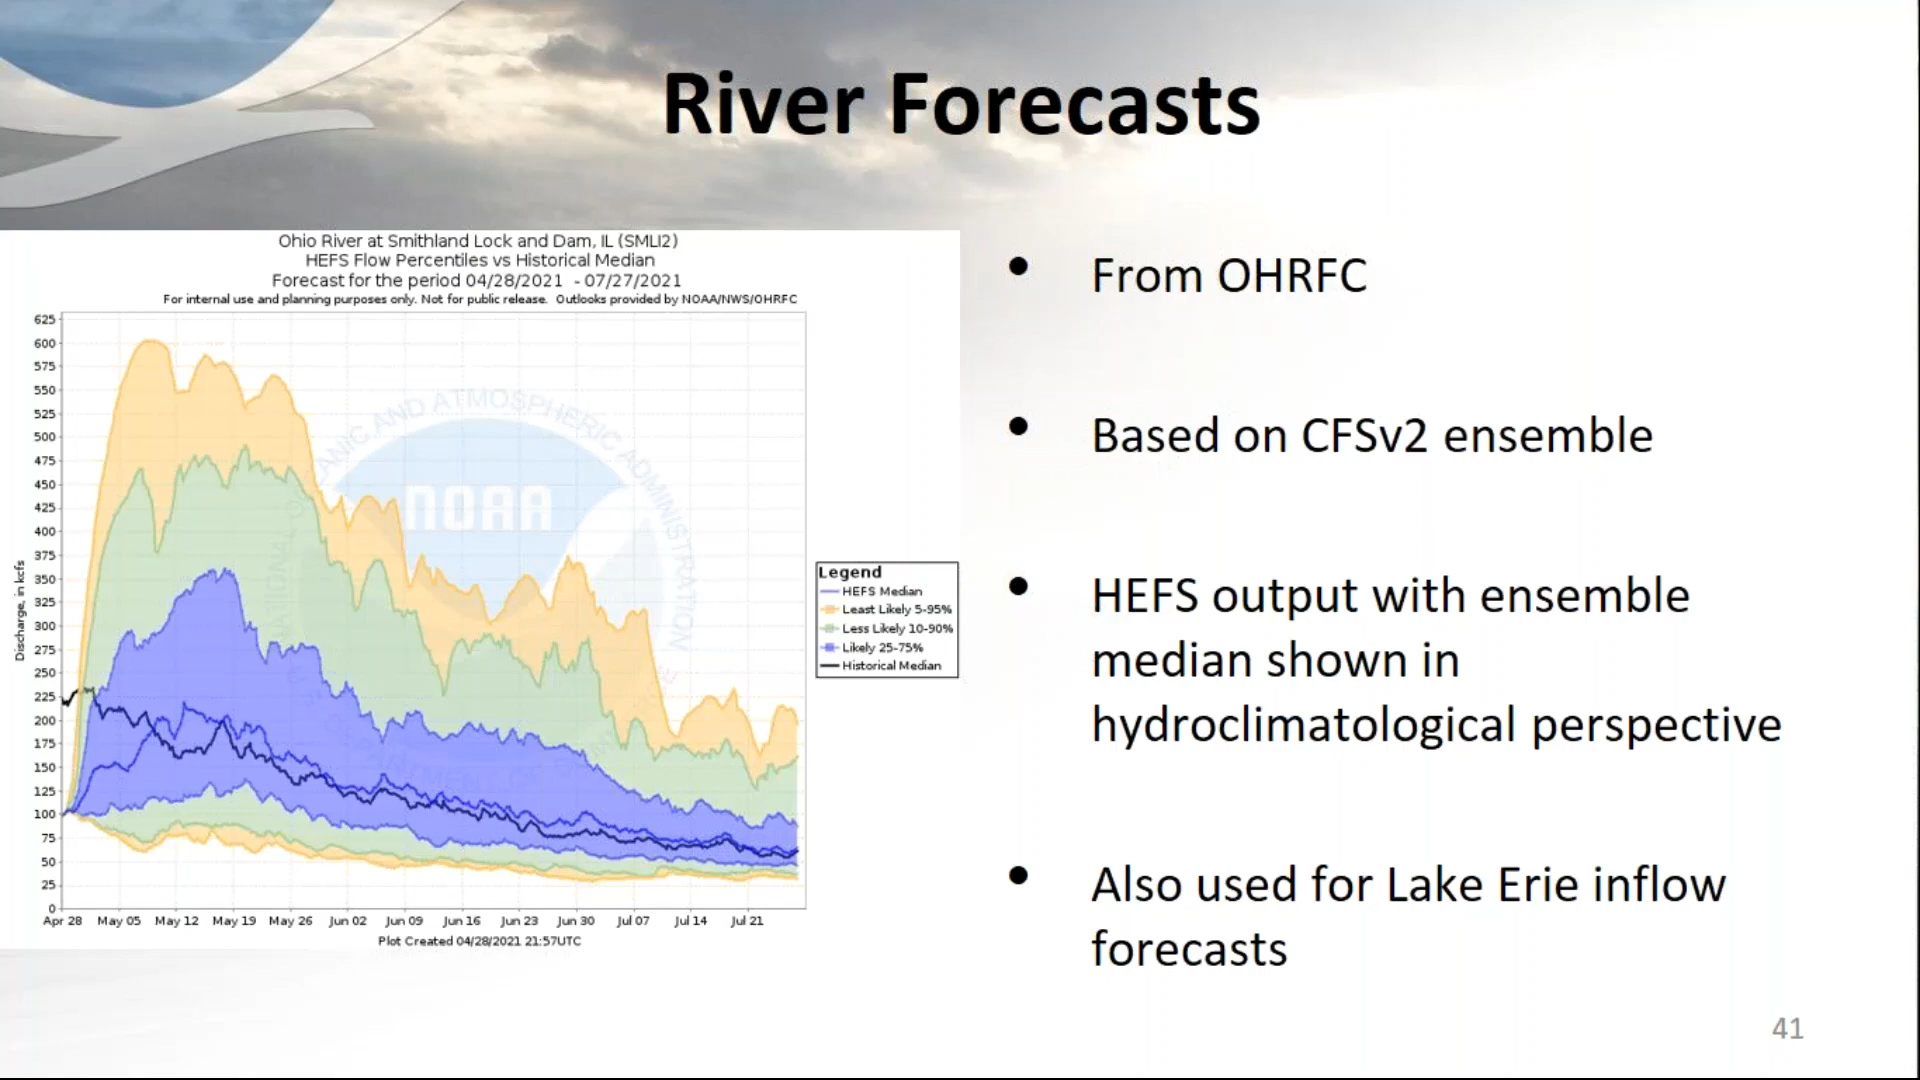 River Forecasts
Ohio River at Smithland Lock and Dam, IL (SMLI2)
HEFS Flow Percentiles vs Historical Median
Forecast for the period 04/28/2021 - 07/27/2021
For internal use and planning purposes only. Not for public release. Outlooks provided by NOAA/NWS/OHRFC
625
600
575
550
525
500
475
450
425
400
375
350
325
300
275
250
225
200
175
150
125
100
75
50
25
0
Discharge, in kcfs
NOAA
Apr 28 May 05 May 12 May 19 May 26 Jun 02 Jun 09 Jun 16 Jun 23 Jun 30 Jul 07 Jul 14 Jul 21
Plot Created 04/28/2021 21:57UTC
Legend
HEFS Median
Least Likely 5-95%
Less Likely 10-90%
Likely 25-75%
Historical Median
• From OHRFC
• Based on CFSv2 ensemble
• HEFS output with ensemble
median shown in
hydroclimatological perspective
• Also used for Lake Erie inflow
forecasts
41